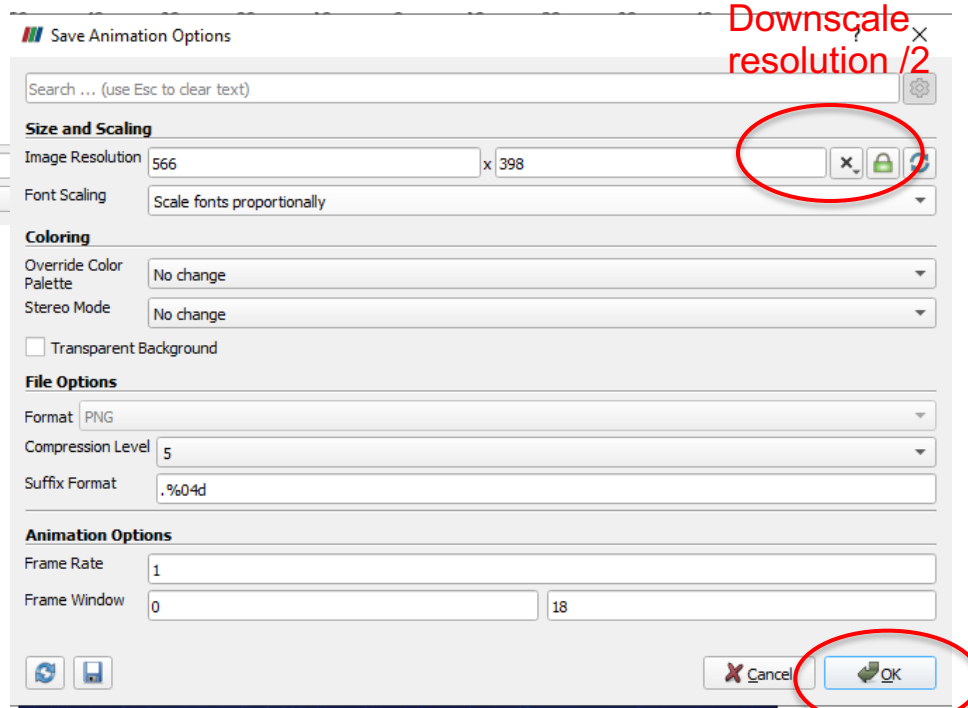 Downscale
resolution /2
Save Animation Options ?
Search ... (use Esc to clear text)
Size and Scaling
Image Resolution 566 x 398
Font Scaling Scale fonts proportionally
Coloring
Override Color
Palette No change
Stereo Mode No change
Transparent Background
File Options
Format PNG
Compression Level 5
Suffix Format .%04d
Animation Options
Frame Rate 1
Frame Window 0 18
Cancel OK